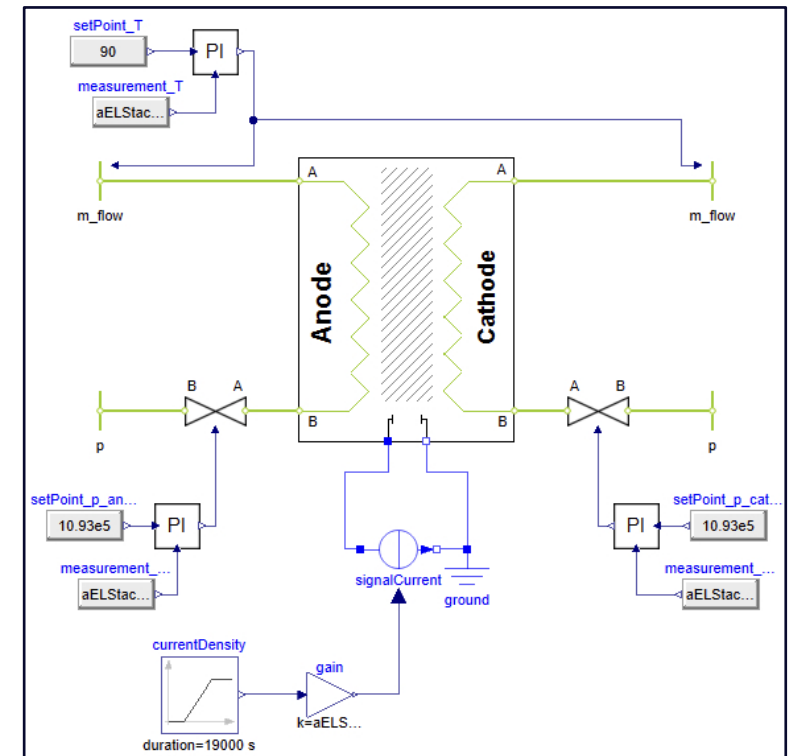 setPoint_T
90
PI
measurement_T
aELStac...
A
A
m_flow
m_flow
Anode
Cathode
B
A
A
B
B
B
p
p
setPoint_p_an...
setPoint_p_cat...
10.93e5
PI
PI
10.93e5
measurement_...
measurement_...
aELStac...
aELStac...
signalCurrent
ground
currentDensity
gain
k=aELS...
duration=19000 s